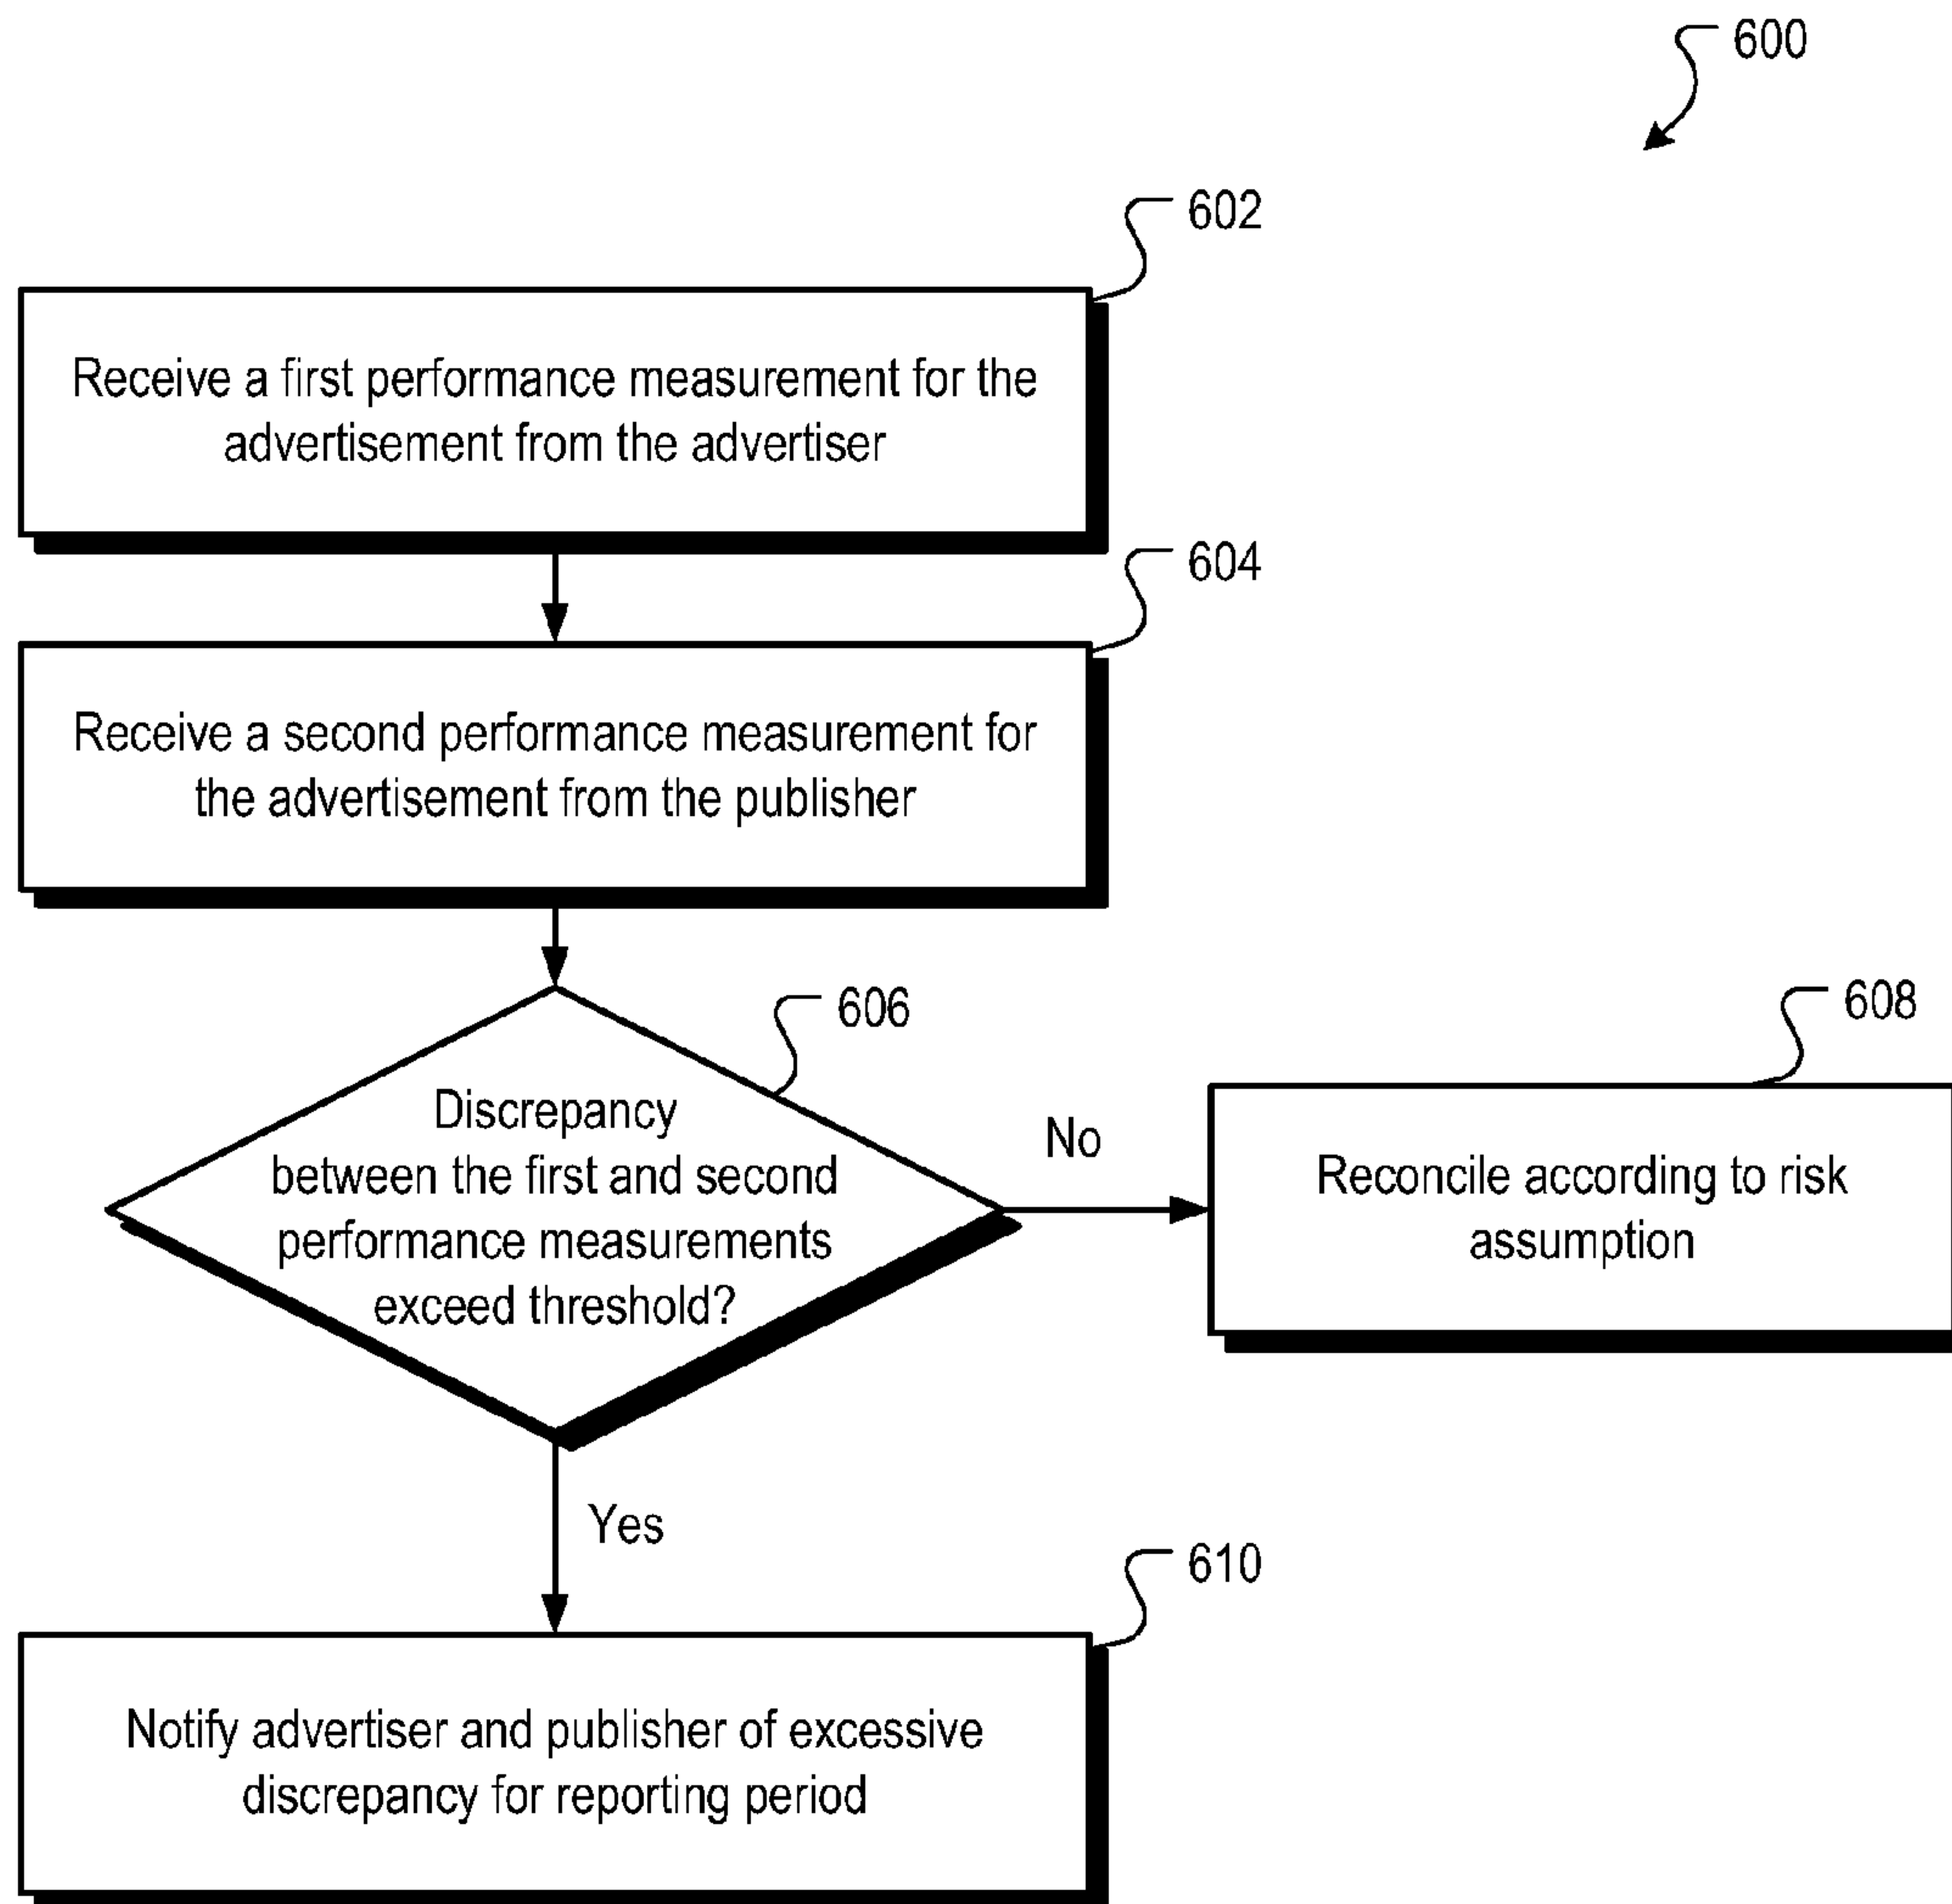 600
602
Receive a first performance measurement for the
advertisement from the advertiser
604
Receive a second performance measurement for
the advertisement from the publisher
606
Discrepancy
between the first and second
performance measurements
exceed threshold?
No
608
Reconcile according to risk
assumption
Yes
610
Notify advertiser and publisher of excessive
discrepancy for reporting period